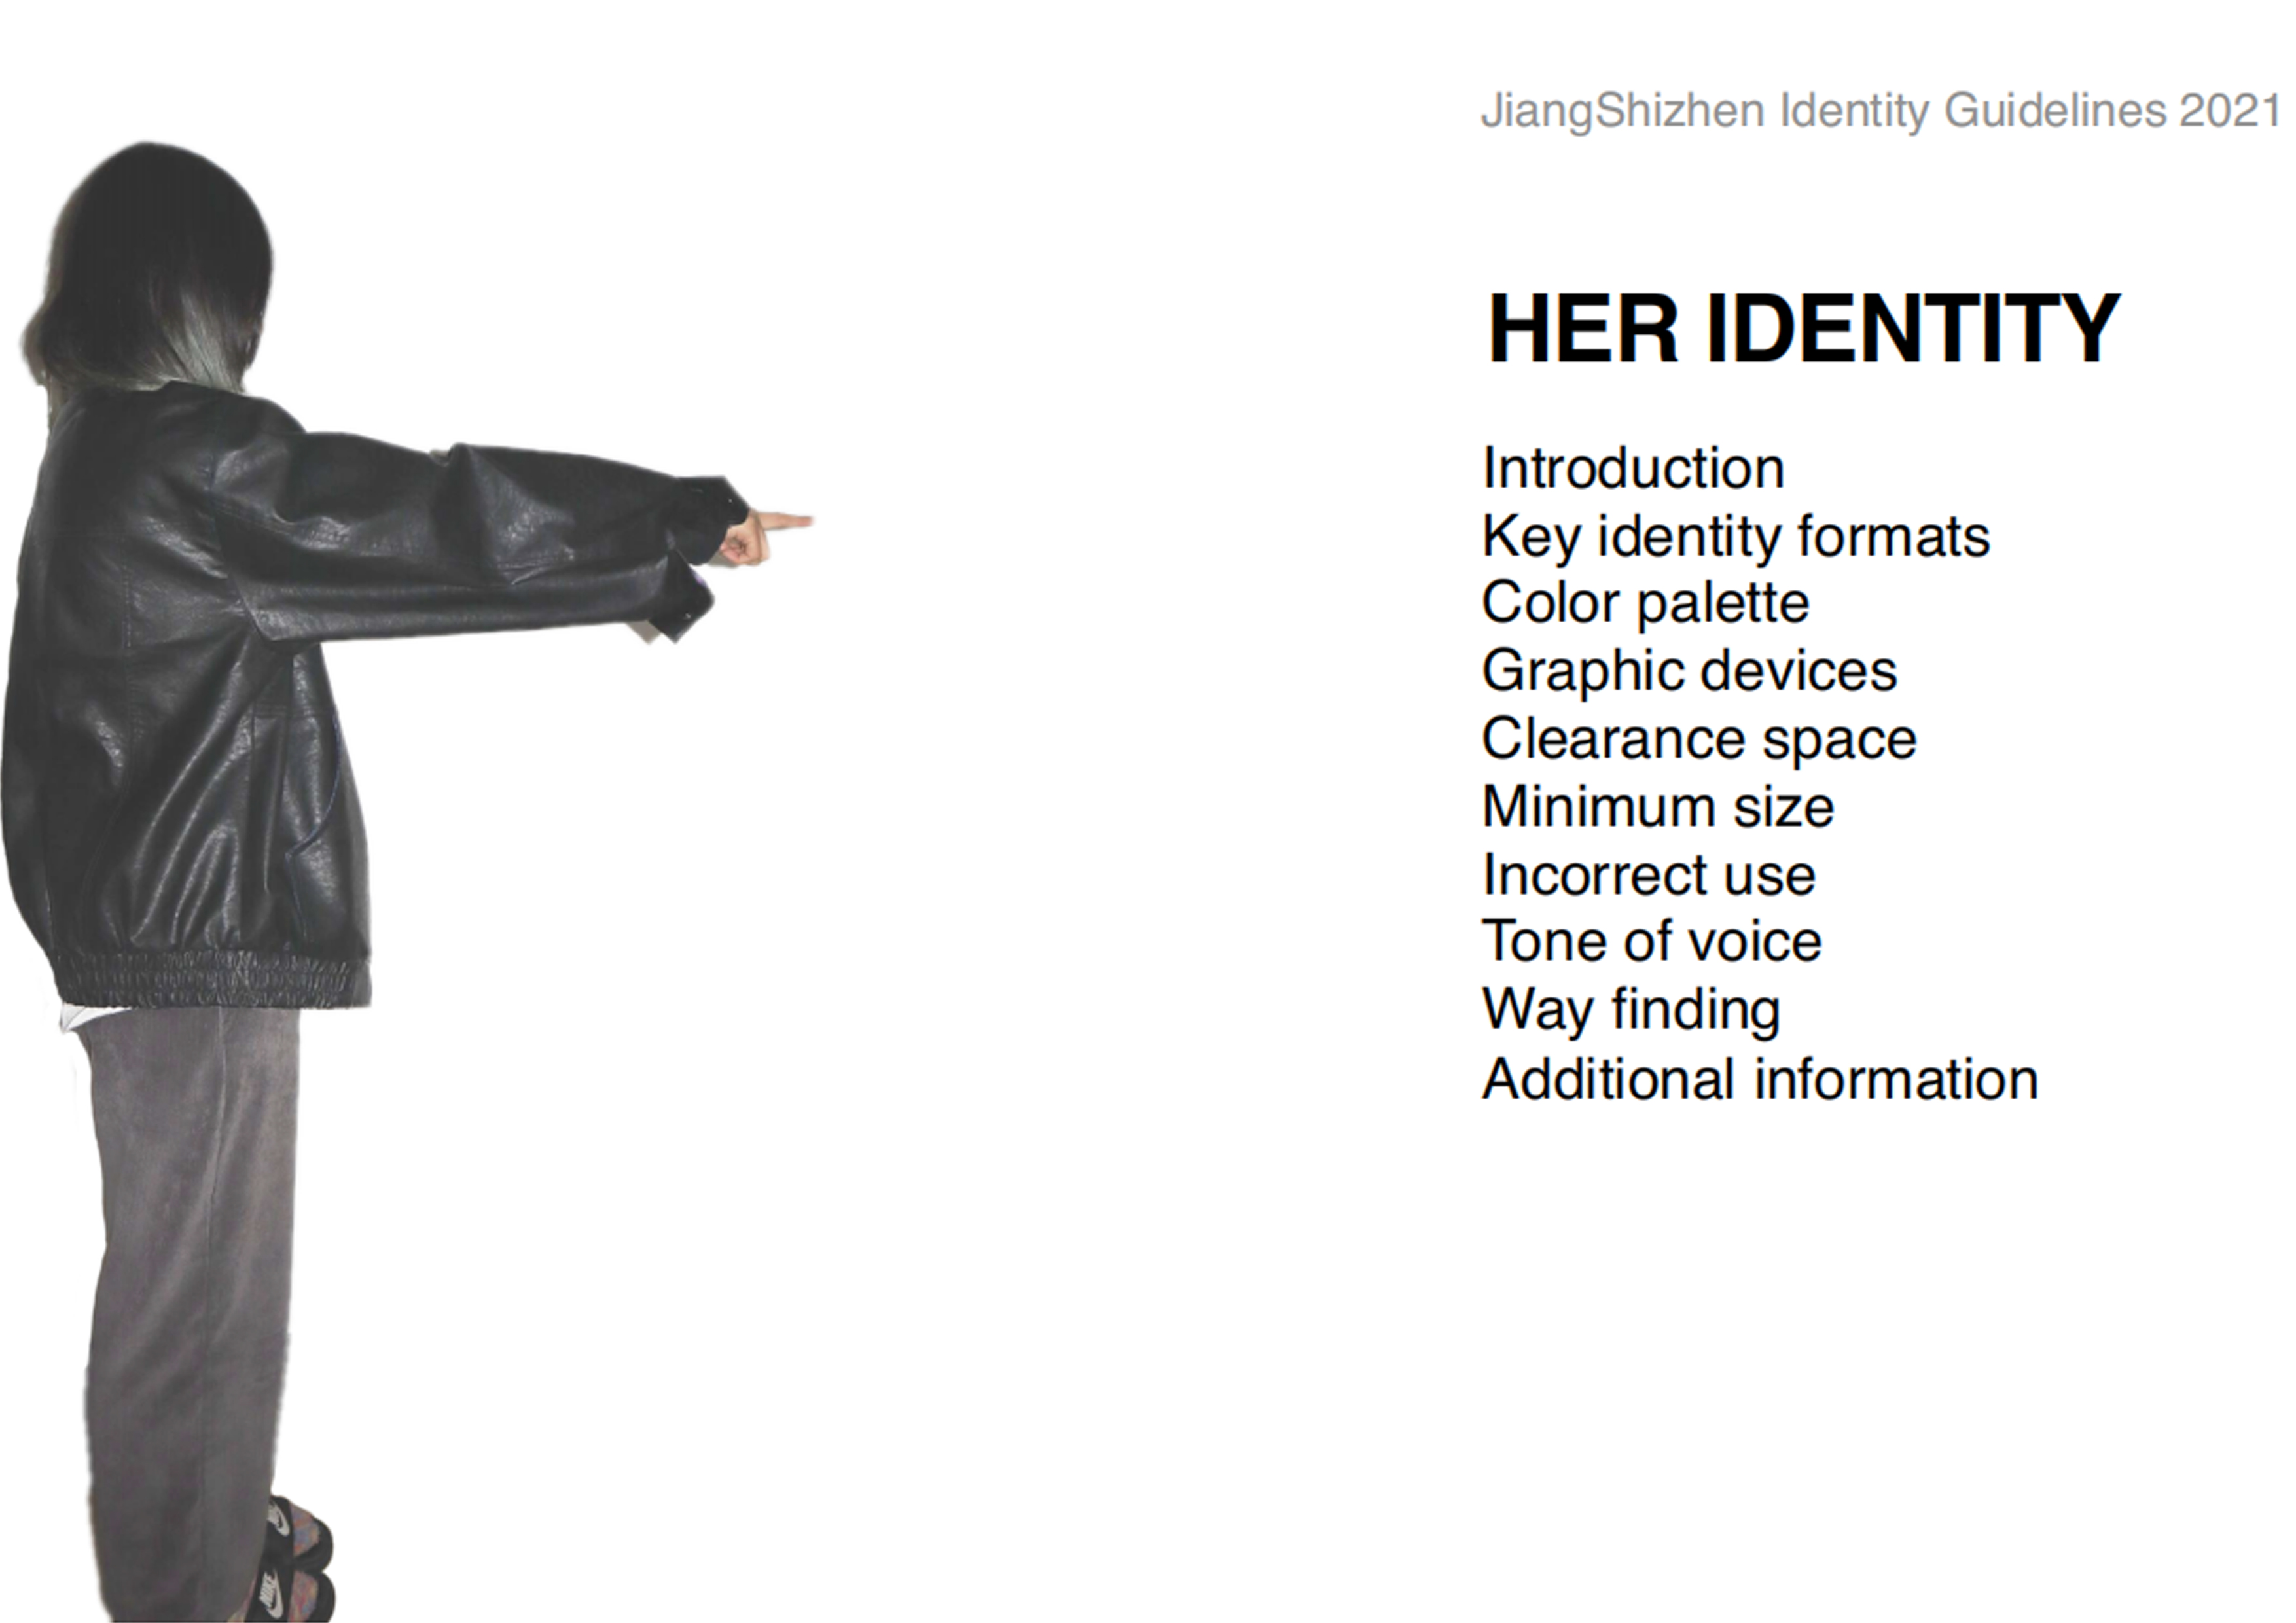 JiangShizhen Identity Guidelines 2021
HER IDENTITY
Introduction
Key identity formats
Color palette
Graphic devices
Clearance space
Minimum size
Incorrect use
Tone of voice
Way finding
Additional information
NIKE